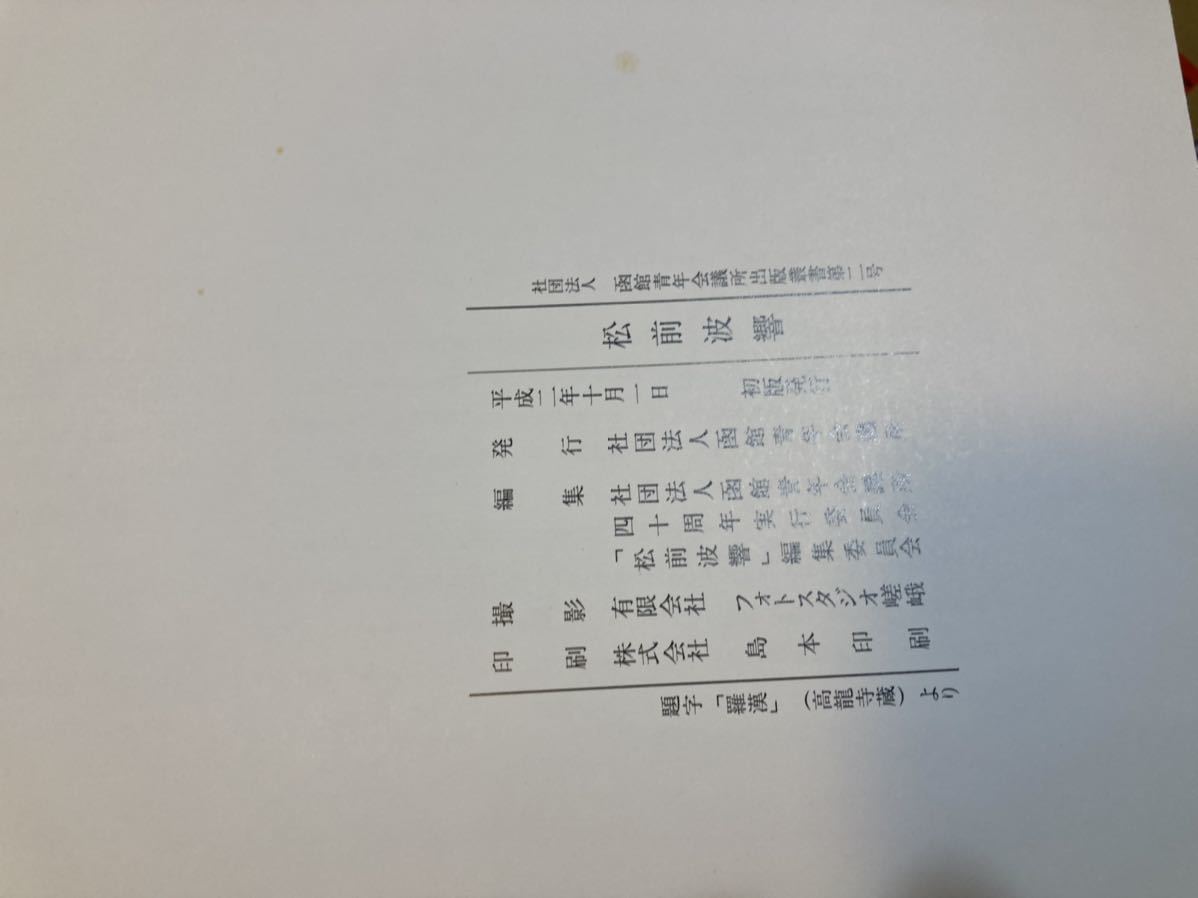 社団法人 函館青年会議所出版叢書第二号
松前波響
平成二年十月一日 初版発行
発行 社団法人函館青年会議所
編集 社団法人函館青年会議所
四十周年実行委員会
「松前波響」編集委員会
撮影 有限会社 フォトスタジオ嵯峨
印刷 株式会社 島本印刷
題字「羅漢」(高龍寺蔵)より